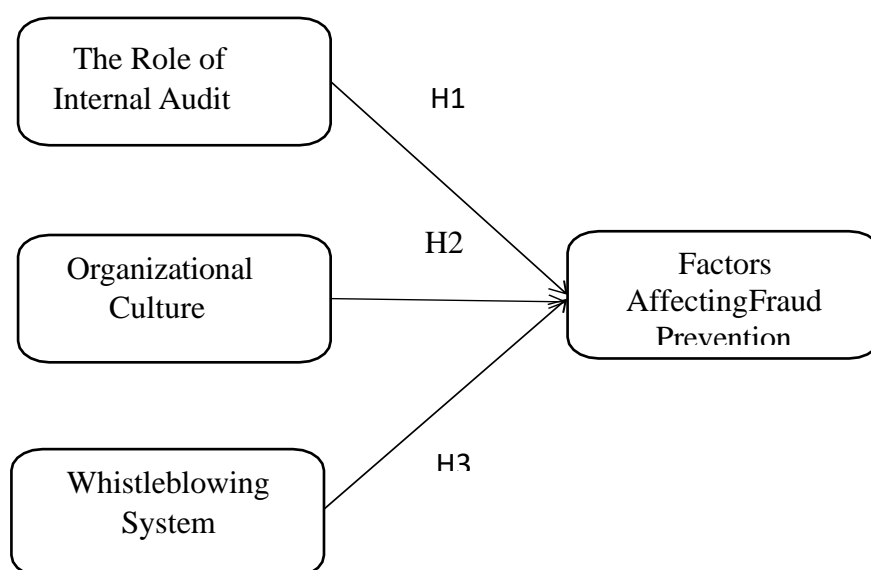 The Role of
Internal Audit
H1
H2
Organizational
Culture
Factors
AffectingFraud
Prevention
H3
Whistleblowing
System